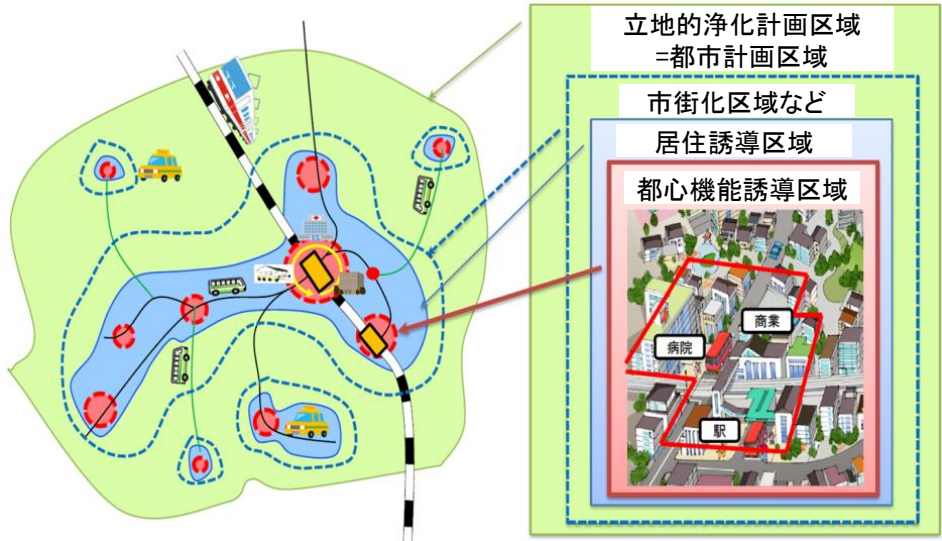 立地的浄化計画区域
=都市計画区域
市街化区域など
居住誘導区域
都心機能誘導区域
商業
病院
駅